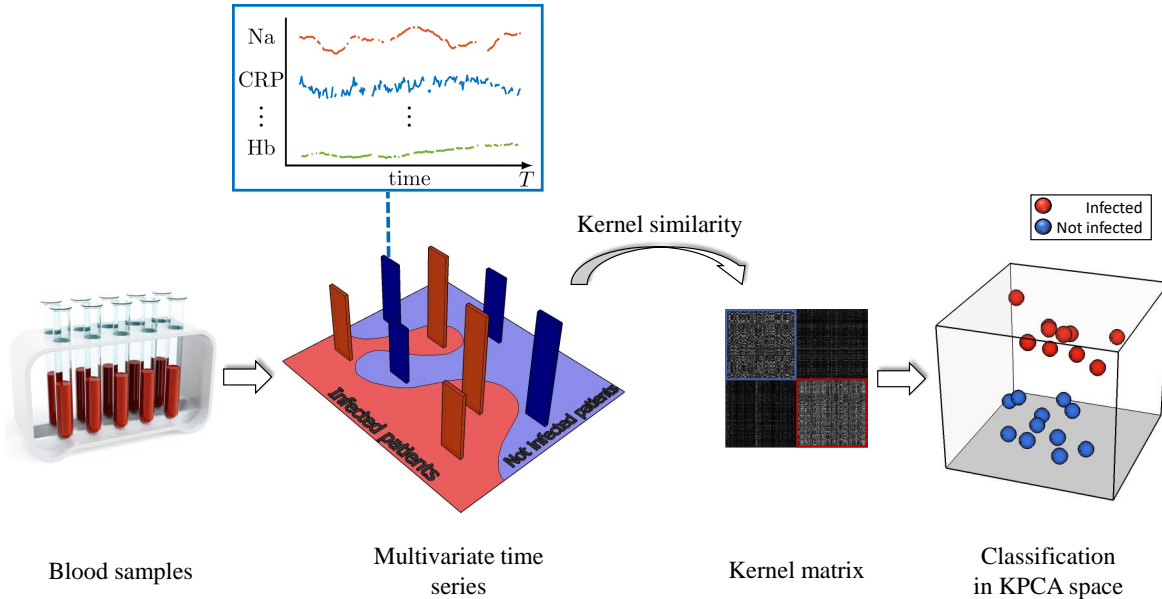 Na
CRP
⋮
⋮
Hb
time
T
Kernel similarity
Infected
Not infected
Infected patients
Not infected patients
Blood samples
Multivariate time
series
Kernel matrix
Classification
in KPCA space